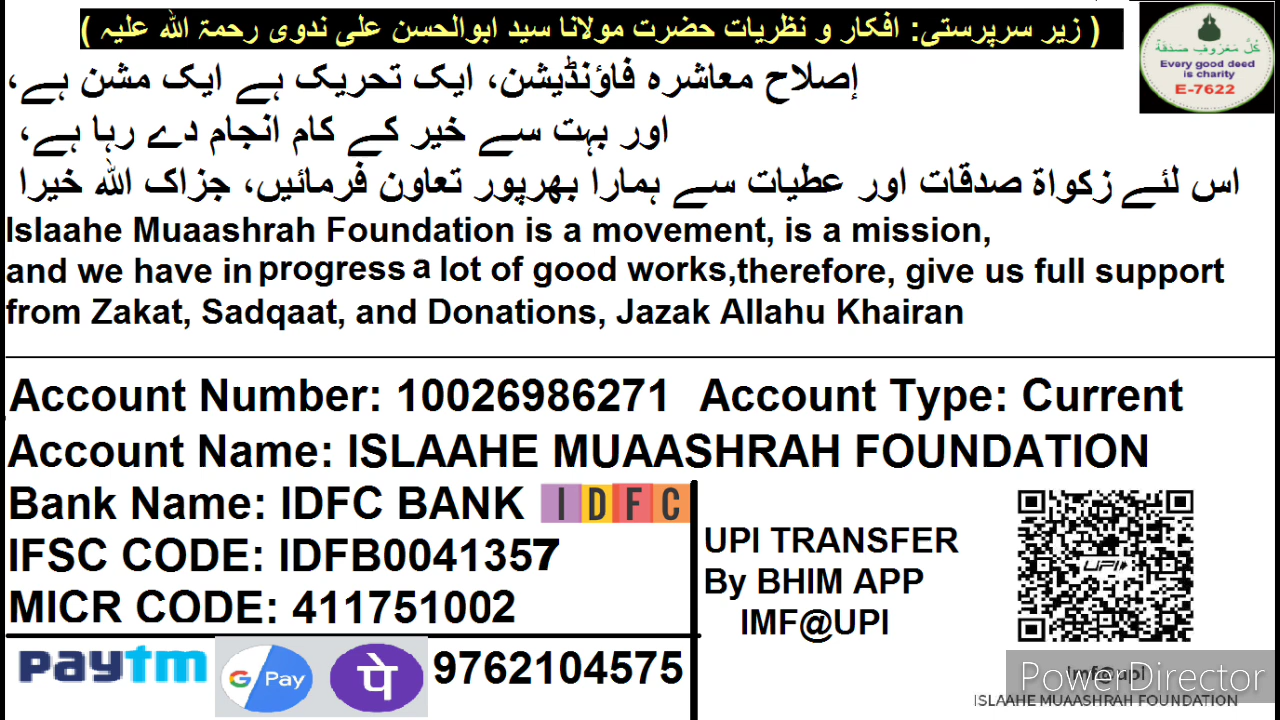 ( زیر سرپرستی: افکار و نظریات حضرت مولانا سید ابوالحسن علی ندوی رحمۃ اللہ علیہ )
كُلُّ مَعْرُوفٍ صَدَقَةٌ
Every good deed
is charity
E-7622
إصلاح معاشرہ فاؤنڈیشن، ایک تحریک ہے ایک مشن ہے،
اور بہت سے خیر کے کام انجام دے رہا ہے،
اس لئے زکواۃ صدقات اور عطیات سے ہمارا بھرپور تعاون فرمائیں، جزاک اللہ خیرا
Islaahe Muaashrah Foundation is a movement, is a mission,
and we have in progress a lot of good works,therefore, give us full support
from Zakat, Sadqaat, and Donations, Jazak Allahu Khairan
Account Number: 10026986271 Account Type: Current
Account Name: ISLAAHE MUAASHRAH FOUNDATION
Bank Name: IDFC BANK IDFC
IFSC CODE: IDFB0041357
MICR CODE: 411751002
paytm G Pay पे 9762104575
UPI TRANSFER
By BHIM APP
IMF@UPI
UPI
imf@upi
PowerDirector
ISLAAHE MUAASHRAH FOUNDATION